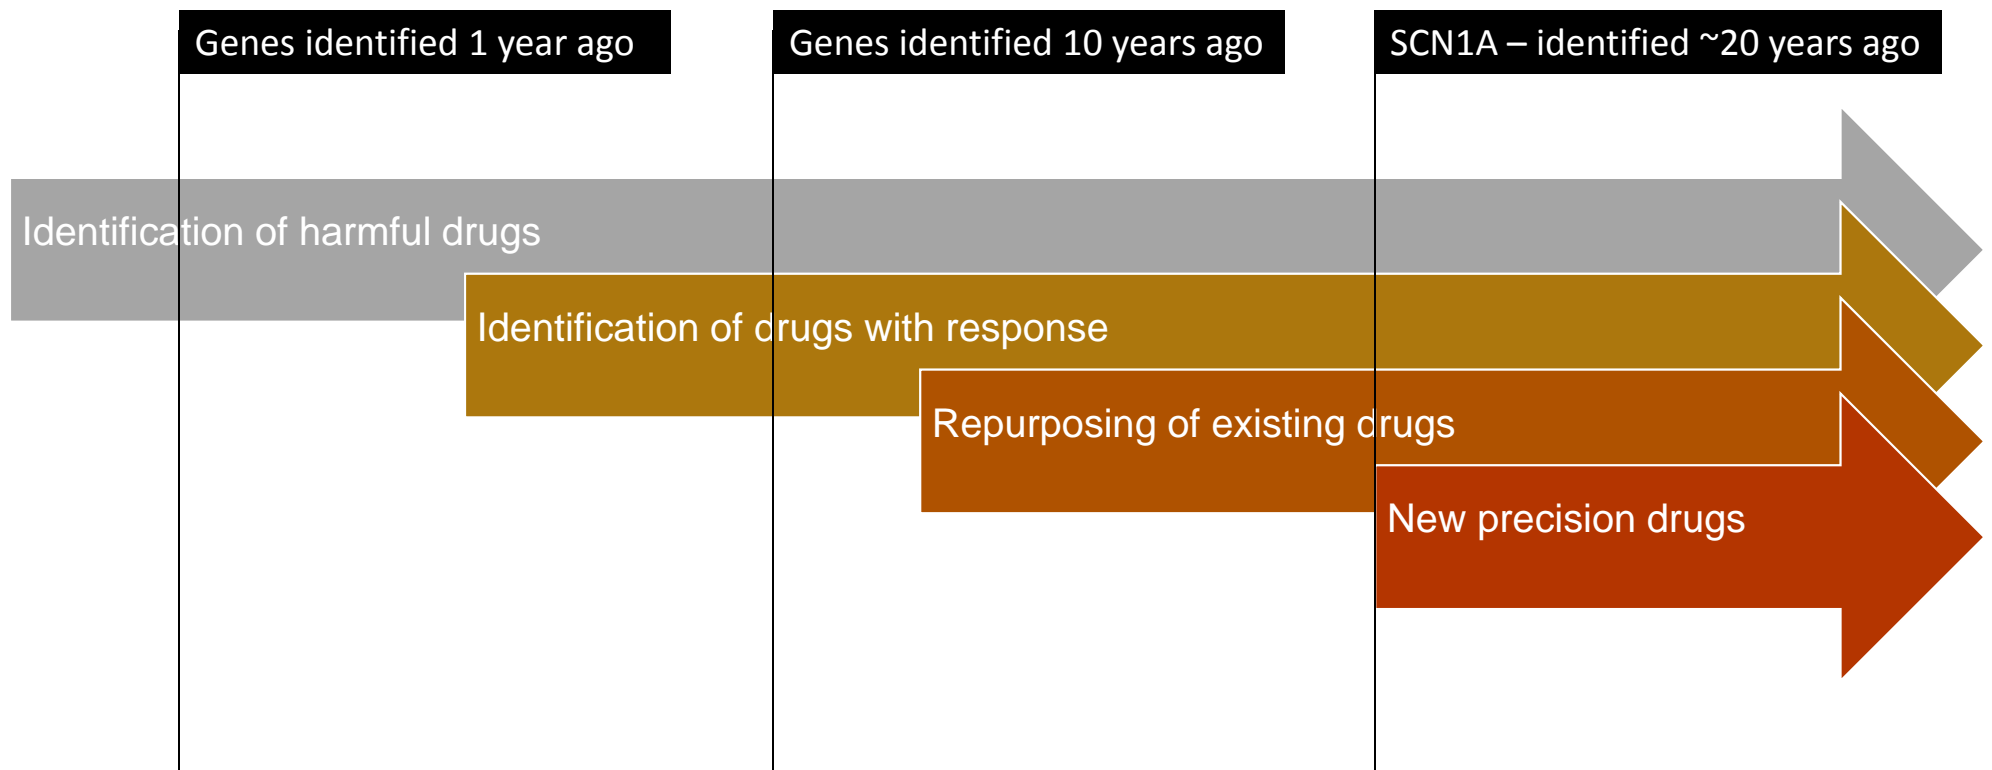 Genes identified 1 year ago
Genes identified 10 years ago
SCN1A – identified ~20 years ago
Identification of harmful drugs
Identification of drugs with response
Repurposing of existing drugs
New precision drugs